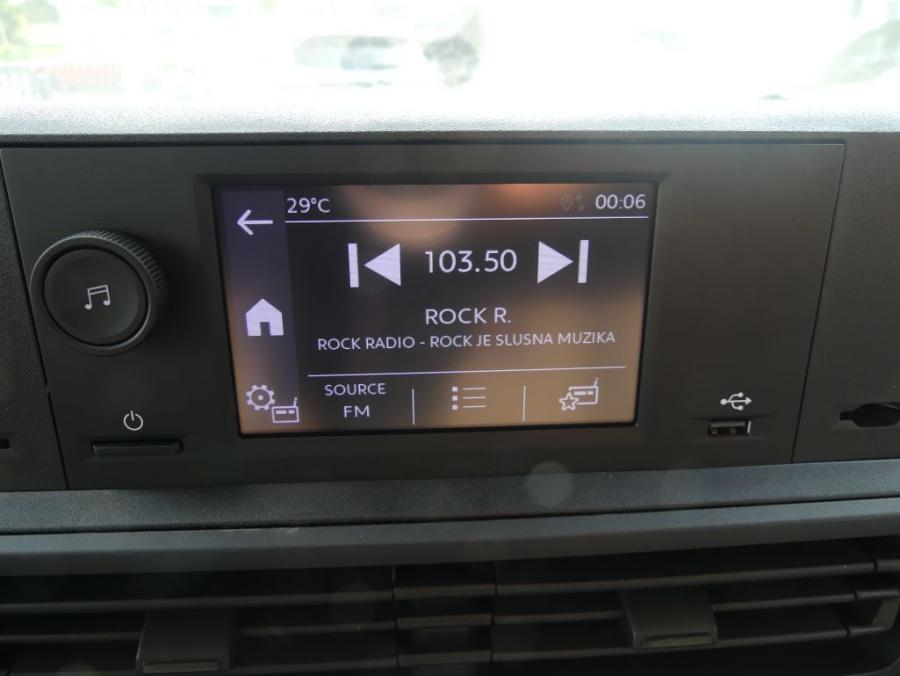 29°C
00:06
103.50
ROCK R.
ROCK RADIO - ROCK JE SLUSNA MUZIKA
SOURCE
FM